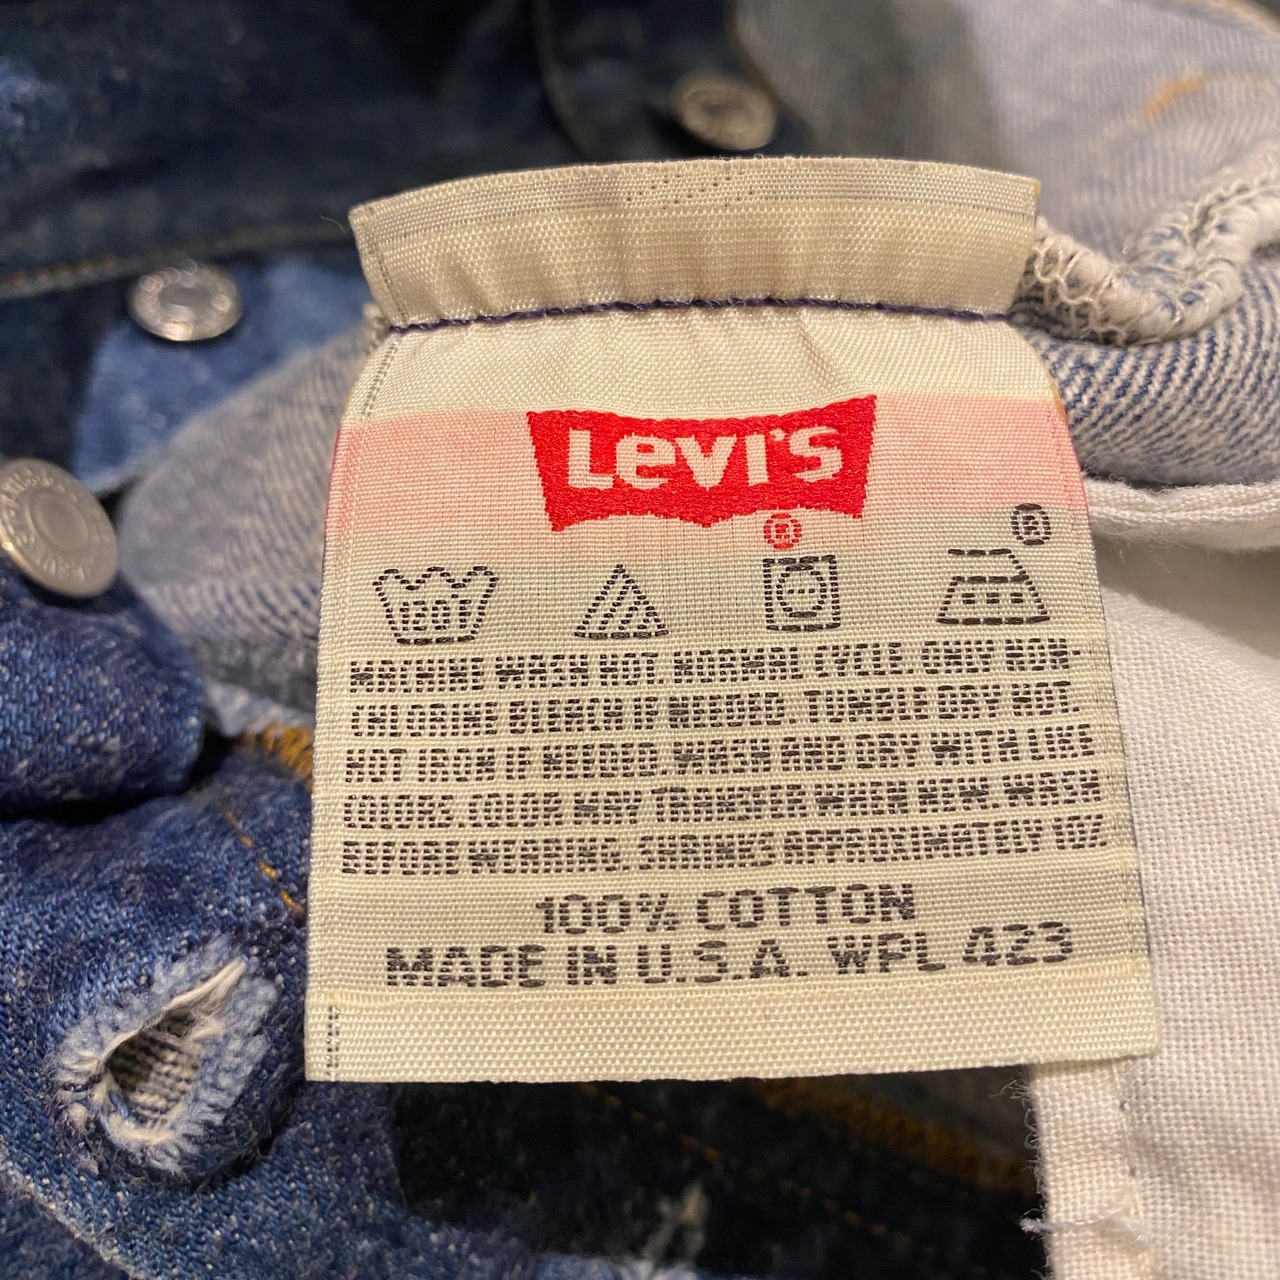 Levi's
®
®
120F
MACHINE WASH HOT. NORMAL CYCLE. ONLY NON-
CHLORINE BLEACH IF NEEDED. TUMBLE DRY HOT.
HOT IRON IF NEEDED. WASH AND DRY WITH LIKE
COLORS. COLOR MAY TRANSFER WHEN NEW. WASH
BEFORE WEARING. SHRINKS APPROXIMATELY 10%
100% COTTON
MADE IN U.S.A. WPL 423